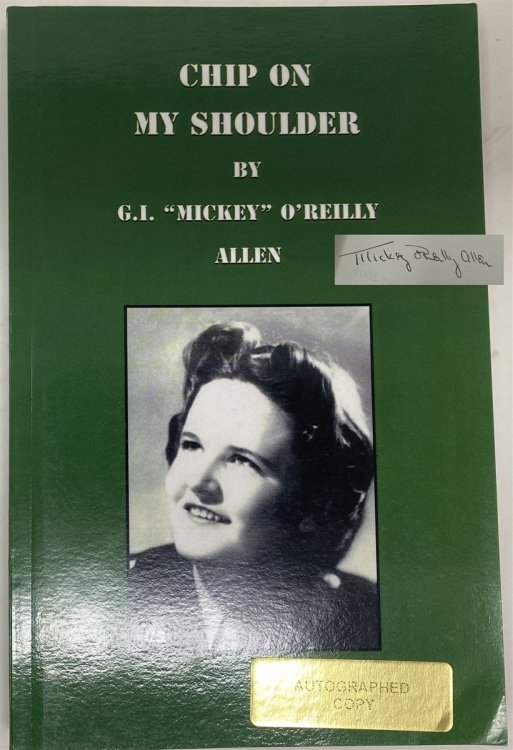 CHIP ON
MY SHOULDER
BY
G.I. “MICKEY” O’REILLY
ALLEN
Mickey O'Reilly Allen
AUTOGRAPHED
COPY